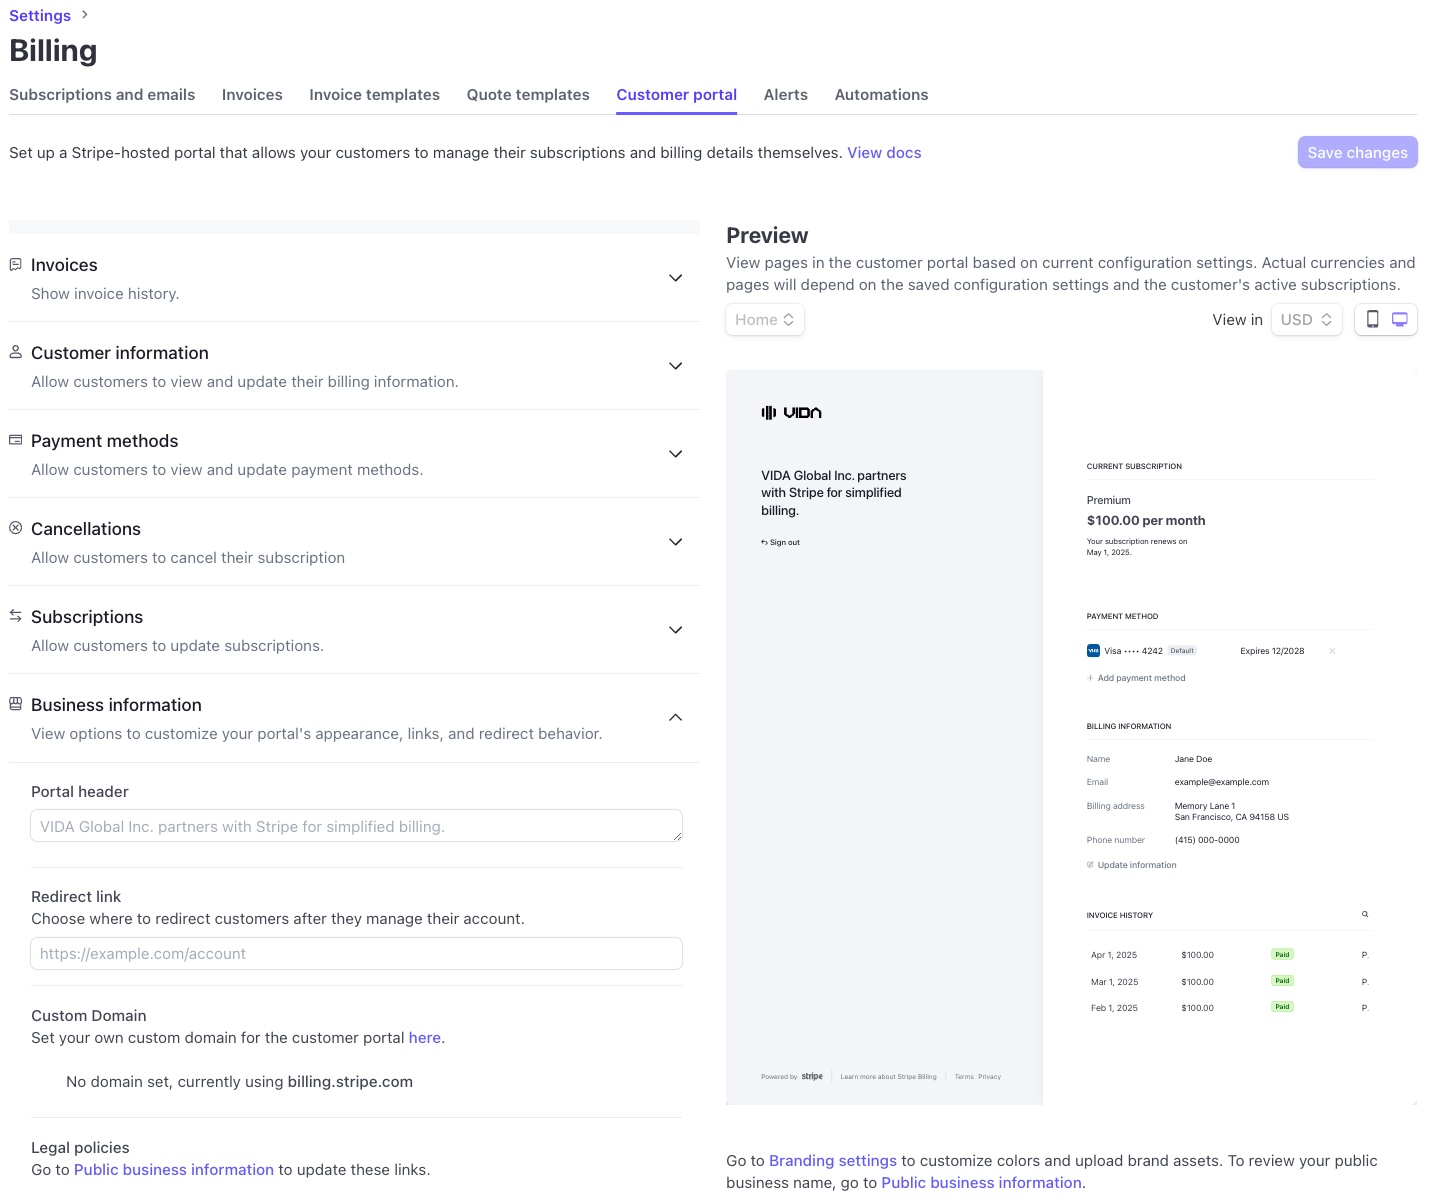 Settings
Billing
Subscriptions and emails
Invoices
Invoice templates
Quote templates
Customer portal
Alerts
Automations
Set up a Stripe-hosted portal that allows your customers to manage their subscriptions and billing details themselves. View docs
Save changes
Invoices
Show invoice history.
Customer information
Allow customers to view and update their billing information.
Payment methods
Allow customers to view and update payment methods.
Cancellations
Allow customers to cancel their subscription
Subscriptions
Allow customers to update subscriptions.
Business information
View options to customize your portal's appearance, links, and redirect behavior.
Portal header
VIDA Global Inc. partners with Stripe for simplified billing.
Redirect link
Choose where to redirect customers after they manage their account.
https://example.com/account
Custom Domain
Set your own custom domain for the customer portal here.
No domain set, currently using billing.stripe.com
Legal policies
Go to Public business information to update these links.
Preview
View pages in the customer portal based on current configuration settings. Actual currencies and
pages will depend on the saved configuration settings and the customer's active subscriptions.
Home
View in
USD
VIDA
VIDA Global Inc. partners
with Stripe for simplified
billing.
Sign out
Powered by stripe
Learn more about Stripe Billing
Terms
Privacy
CURRENT SUBSCRIPTION
Premium
$100.00 per month
Your subscription renews on
May 1, 2025.
PAYMENT METHOD
VISA
Visa •••• 4242
Default
Expires 12/2028
Add payment method
BILLING INFORMATION
Name
Jane Doe
Email
example@example.com
Billing address
Memory Lane 1
San Francisco, CA 94158 US
Phone number
(415) 000-0000
Update information
INVOICE HISTORY
Apr 1, 2025
$100.00
Paid
P.
Mar 1, 2025
$100.00
Paid
P.
Feb 1, 2025
$100.00
Paid
P.
Go to Branding settings to customize colors and upload brand assets. To review your public
business name, go to Public business information.